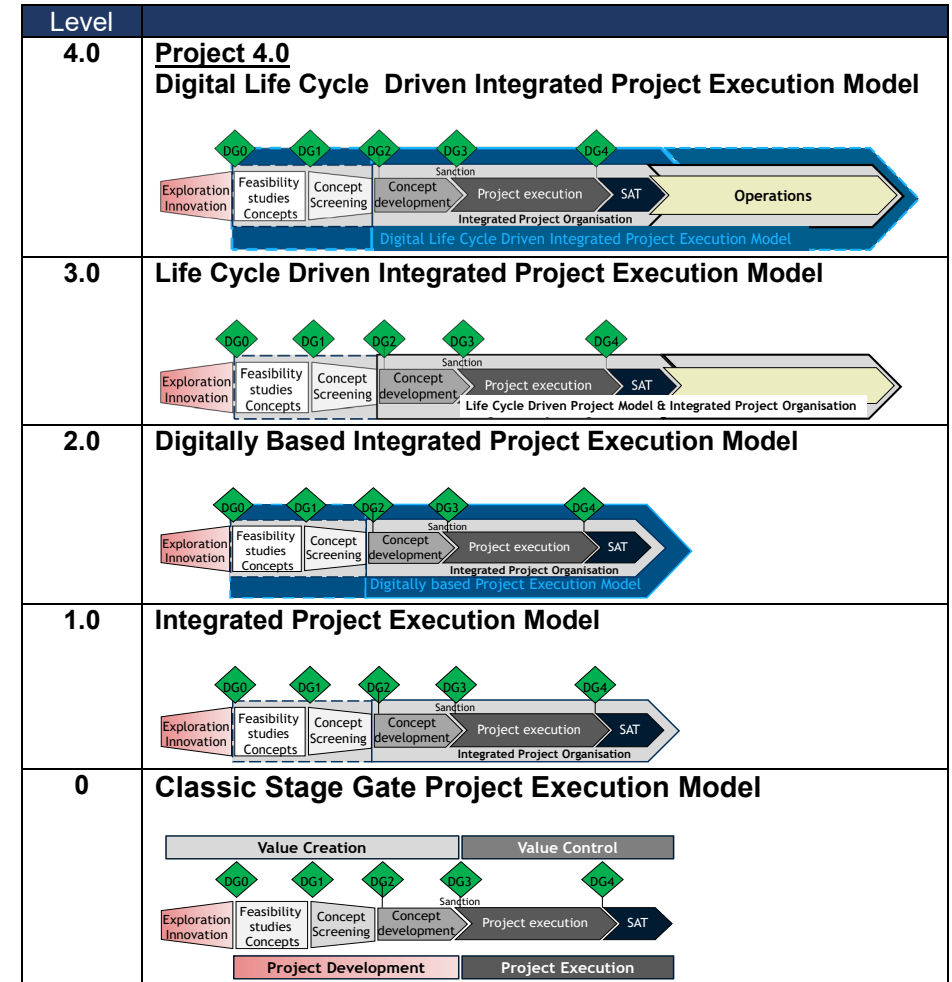 Level
4.0
Project 4.0
Digital Life Cycle Driven Integrated Project Execution Model
DG0
DG1
DG2
DG3
DG4
Sanction
Exploration
Innovation
Feasibility
studies
Concepts
Concept
Screening
Concept
development
Project execution
SAT
Operations
Integrated Project Organisation
Digital Life Cycle Driven Integrated Project Execution Model
3.0
Life Cycle Driven Integrated Project Execution Model
DG0
DG1
DG2
DG3
DG4
Sanction
Exploration
Innovation
Feasibility
studies
Concepts
Concept
Screening
Concept
development
Project execution
SAT
Life Cycle Driven Project Model & Integrated Project Organisation
2.0
Digitally Based Integrated Project Execution Model
DG0
DG1
DG2
DG3
DG4
Sanction
Exploration
Innovation
Feasibility
studies
Concepts
Concept
Screening
Concept
development
Project execution
SAT
Integrated Project Organisation
Digitally based Project Execution Model
1.0
Integrated Project Execution Model
DG0
DG1
DG2
DG3
DG4
Sanction
Exploration
Innovation
Feasibility
studies
Concepts
Concept
Screening
Concept
development
Project execution
SAT
Integrated Project Organisation
0
Classic Stage Gate Project Execution Model
Value Creation
Value Control
DG0
DG1
DG2
DG3
DG4
Sanction
Exploration
Innovation
Feasibility
studies
Concepts
Concept
Screening
Concept
development
Project execution
SAT
Project Development
Project Execution